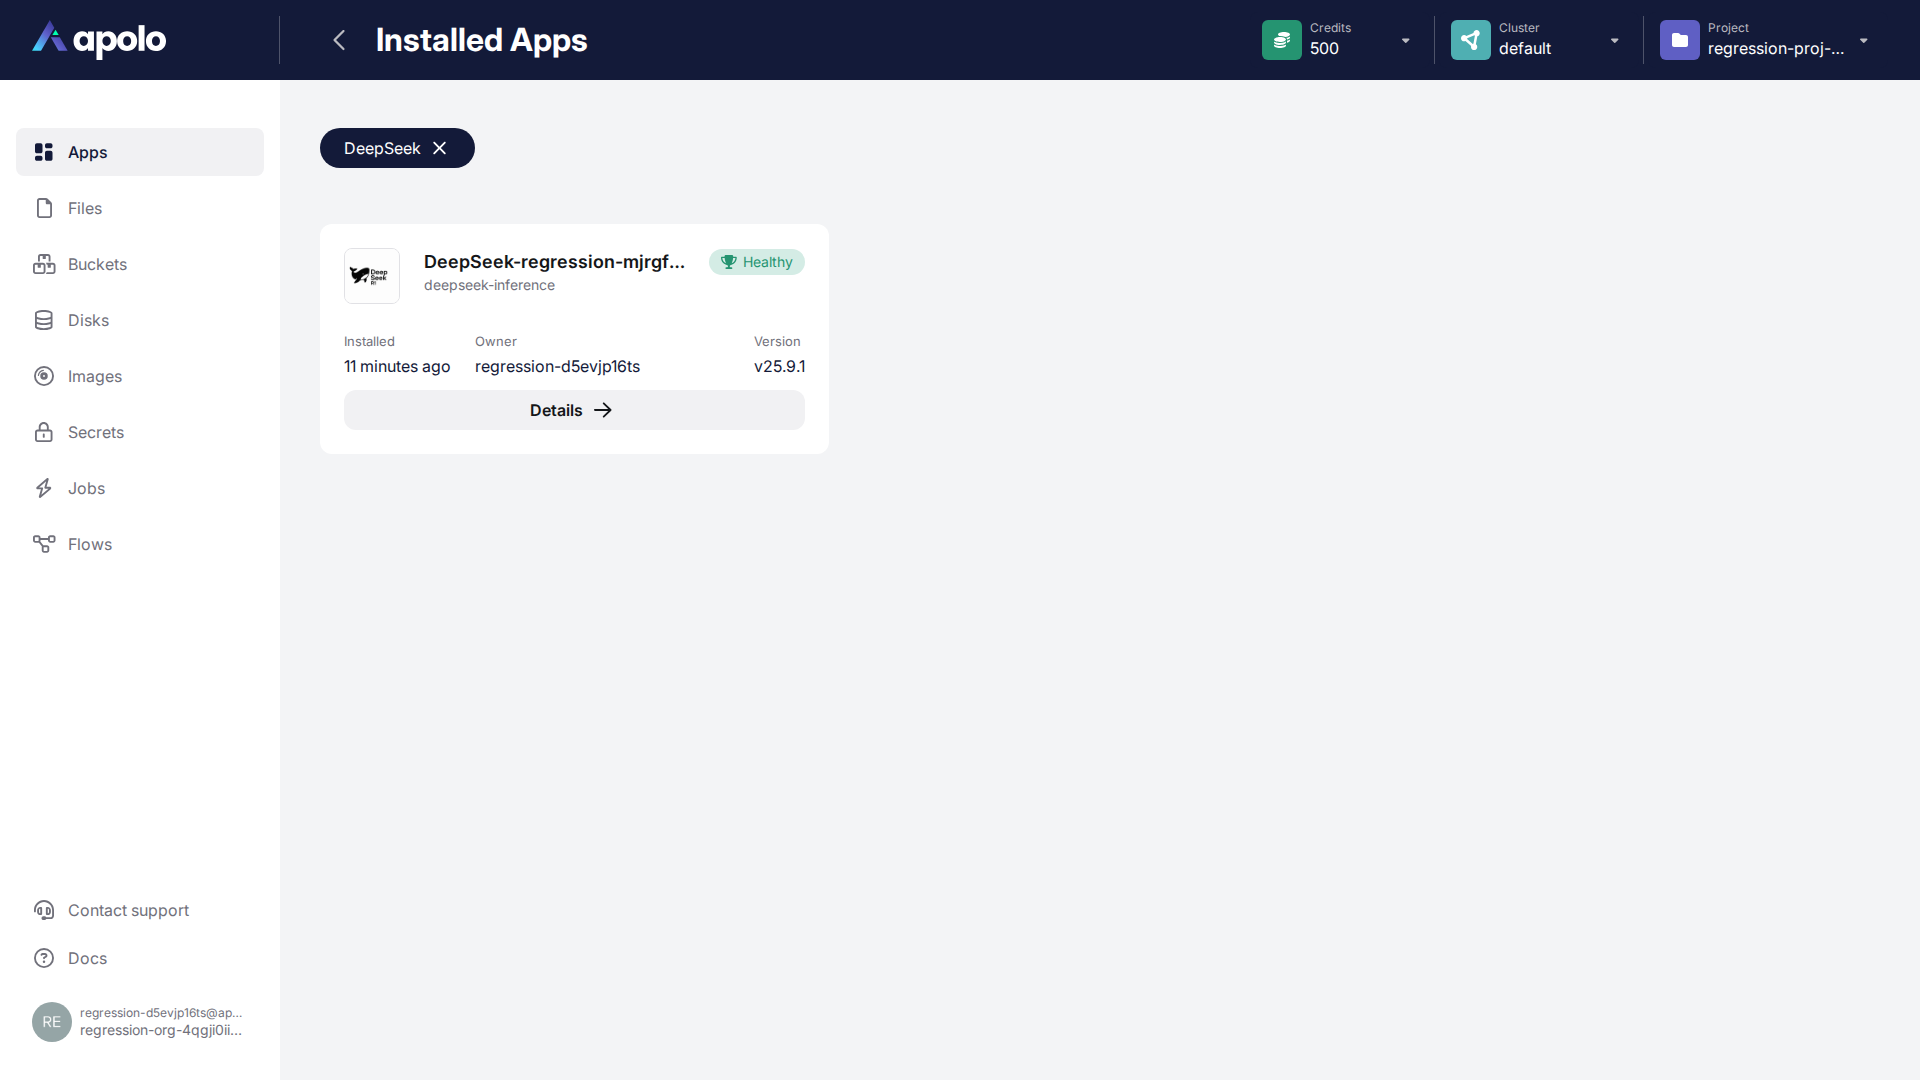 apolo
Installed Apps
Credits
500
Cluster
default
Project
regression-proj-...
Apps
Files
Buckets
Disks
Images
Secrets
Jobs
Flows
Contact support
Docs
RE
regression-d5evjp16ts@ap...
regression-org-4qgji0ii...
DeepSeek
Deep
Seek
R1
DeepSeek-regression-mjrgf...
Healthy
deepseek-inference
Installed
Owner
Version
11 minutes ago
regression-d5evjp16ts
v25.9.1
Details